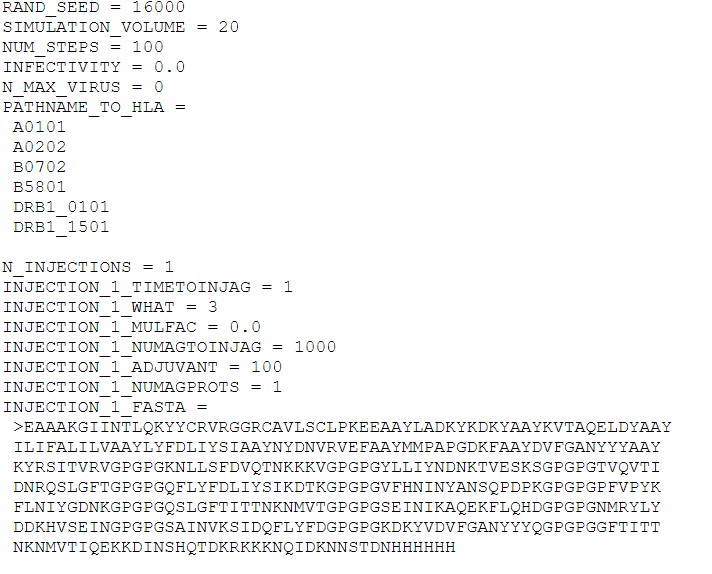 RAND_SEED = 16000
SIMULATION_VOLUME = 20
NUM_STEPS = 100
INFECTIVITY = 0.0
N_MAX_VIRUS = 0
PATHNAME_TO_HLA =
A0101
A0202
B0702
B5801
DRB1_0101
DRB1_1501
N_INJECTIONS = 1
INJECTION_1_TIMETOINJAG = 1
INJECTION_1_WHAT = 3
INJECTION_1_MULFAC = 0.0
INJECTION_1_NUMAGTOINJAG = 1000
INJECTION_1_ADJUVANT = 100
INJECTION_1_NUMAGPROTS = 1
INJECTION_1_FASTA =
>EAAAKGIINTLQKYYCRVRGGRCAVLSCLPKEEAAYLADKYKDKYAAYKVTAQELDYAAY
ILIFALILVAAYLYFDLIYSIAAYNYDNVRVEFAAYMMPAPGDKFAAYDVFGANYYYAAY
KYRSITVRVGPGPGKNLLSFDVQTNKKKVGPGPGYLLIYNDNKTVESKSGPGPGTVQVTI
DNRQSLGFTGPGPGQFLYFDLIYSIKDTKGPGPGVFHNINYANSQPDPKGPGPGPFVPYK
FLNIYGDNKGPGPGQSLGFTITTNKNMVTGPGPGSEINIKAQEKFLQHDGPGPGNMRYLY
DDKHVSEINGPGPGSAINVKSIDQFLYFDGPGPGKDKYVDVFGANYYYQGPGPGGFTITT
NKNMVTIQEKKDINSHQTDKRKKKNQIDKNNSTDNHHHHHH